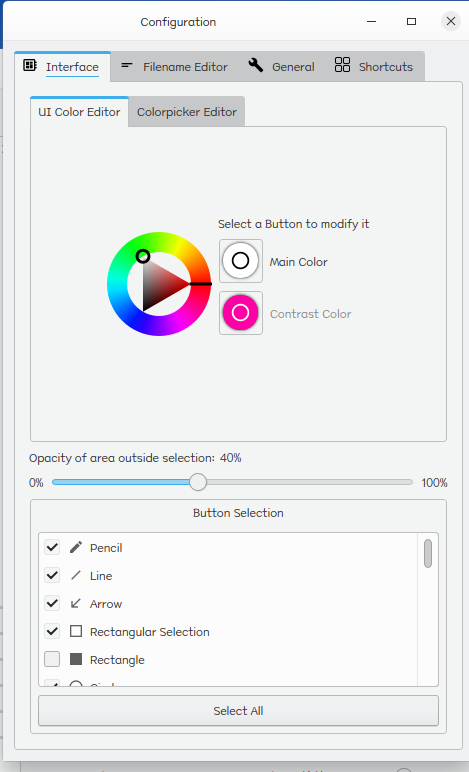 Configuration
Interface Filename Editor General Shortcuts
UI Color Editor Colorpicker Editor
Select a Button to modify it
Main Color
Contrast Color
Opacity of area outside selection: 40%
0% 100%
Button Selection
Pencil
Line
Arrow
Rectangular Selection
Rectangle
Select All